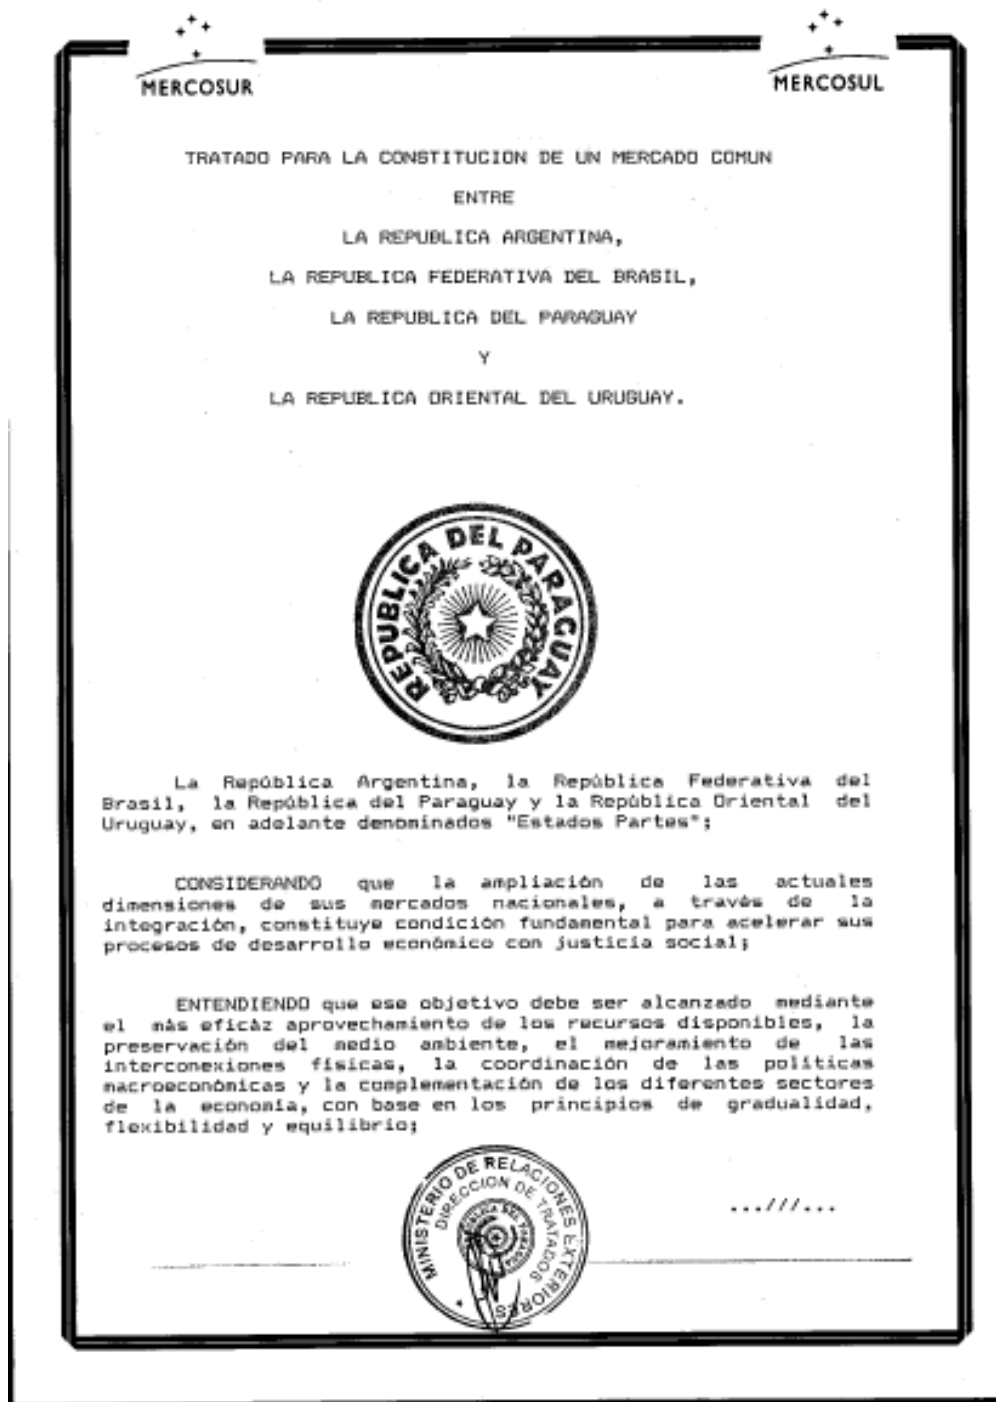 MERCOSUR
MERCOSUL
TRATADO PARA LA CONSTITUCION DE UN MERCADO COMUN
ENTRE
LA REPUBLICA ARGENTINA,
LA REPUBLICA FEDERATIVA DEL BRASIL,
LA REPUBLICA DEL PARAGUAY
Y
LA REPUBLICA ORIENTAL DEL URUGUAY.
REPUBLICA DEL PARAGUAY
La República Argentina, la República Federativa del
Brasil, la República del Paraguay y la República Oriental del
Uruguay, en adelante denominados "Estados Partes";
CONSIDERANDO que la ampliación de las actuales
dimensiones de sus mercados nacionales, a través de la
integración, constituye condición fundamental para acelerar sus
procesos de desarrollo económico con justicia social;
ENTENDIENDO que ese objetivo debe ser alcanzado mediante
el más eficáz aprovechamiento de los recursos disponibles, la
preservación del medio ambiente, el mejoramiento de las
interconexiones físicas, la coordinación de las políticas
macroeconómicas y la complementación de los diferentes sectores
de la economía, con base en los principios de gradualidad,
flexibilidad y equilibrio;
...///...
MINISTERIO DE RELACIONES EXTERIORES
DIRECCION DE TRATADOS